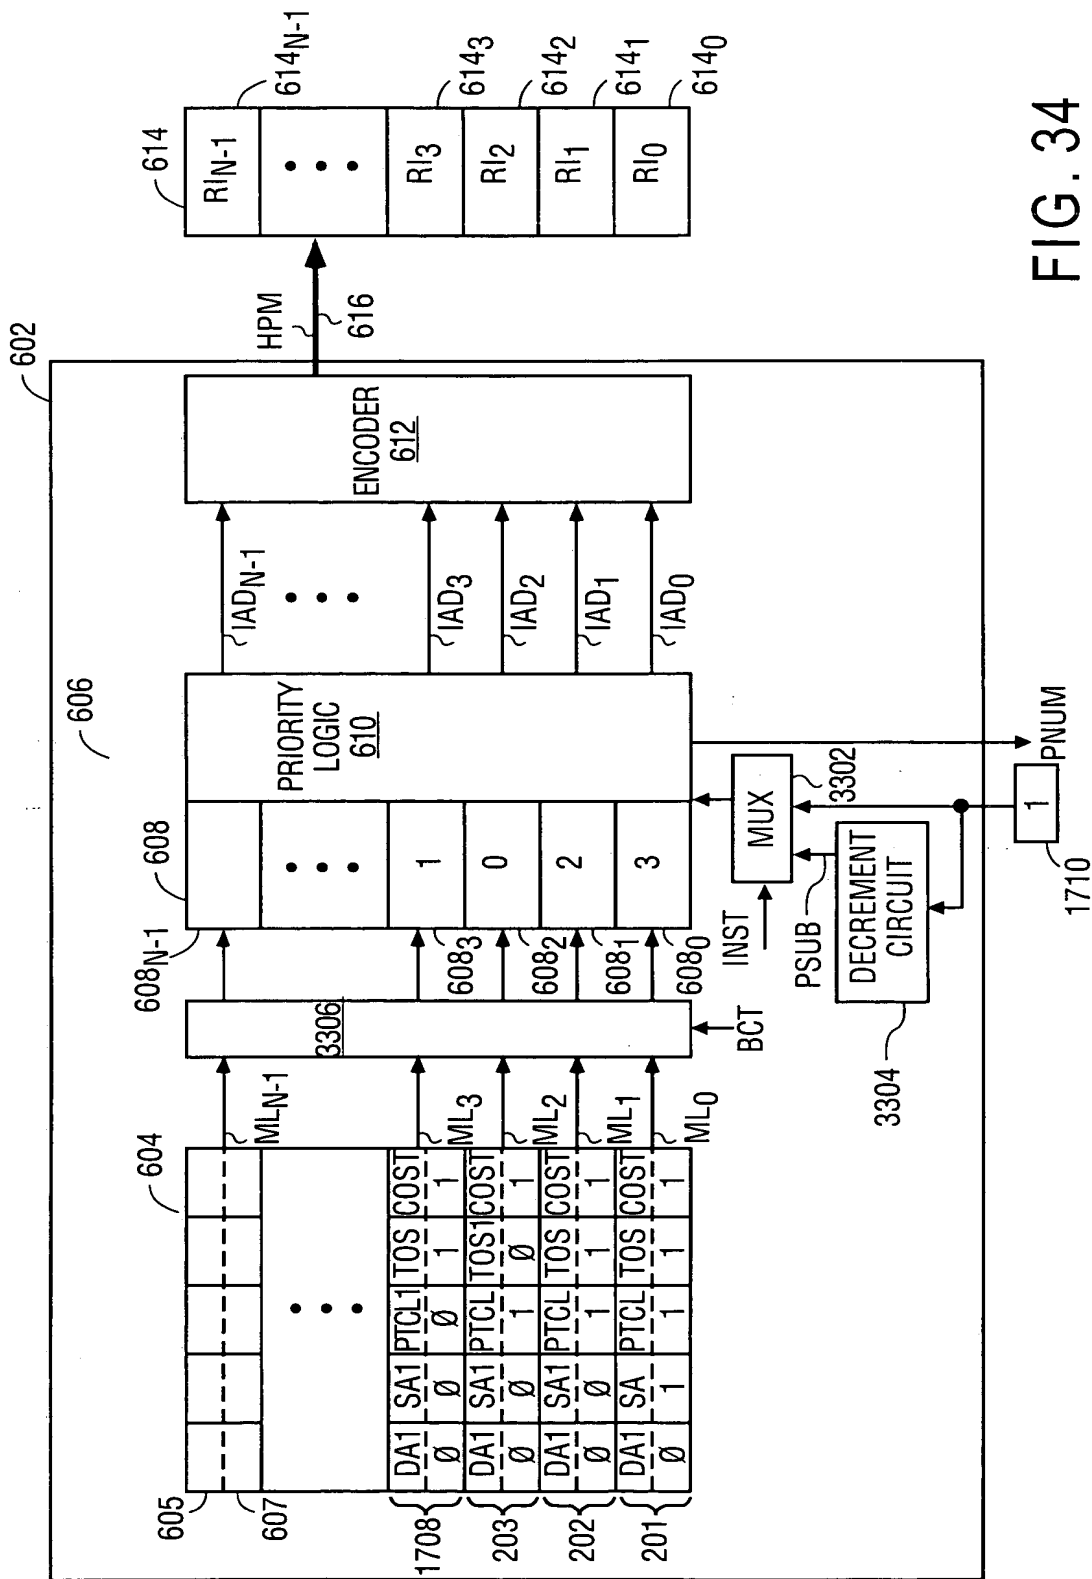 602
604
606
608
608N-1
610
614
614N-1
605
607
MLN-1
3306
PRIORITY
LOGIC
610
IADN-1
ENCODER
612
HPM
616
RIN-1
1708
DA1 SA1 PTCL1 TOS COST
Ø Ø Ø 1 1
ML3
6083
1
IAD3
RI3
6143
203
DA1 SA1 PTCL TOS1 COST
Ø Ø 1 Ø 1
ML2
6082
0
IAD2
RI2
6142
202
DA1 SA1 PTCL TOS COST
Ø Ø 1 1 1
ML1
6081
2
IAD1
RI1
6141
201
DA1 SA PTCL TOS COST
Ø 1 1 1 1
ML0
6080
3
IAD0
RI0
6140
BCT
INST
MUX
3302
PSUB
DECREMENT
CIRCUIT
3304
1
1710
PNUM
FIG. 34